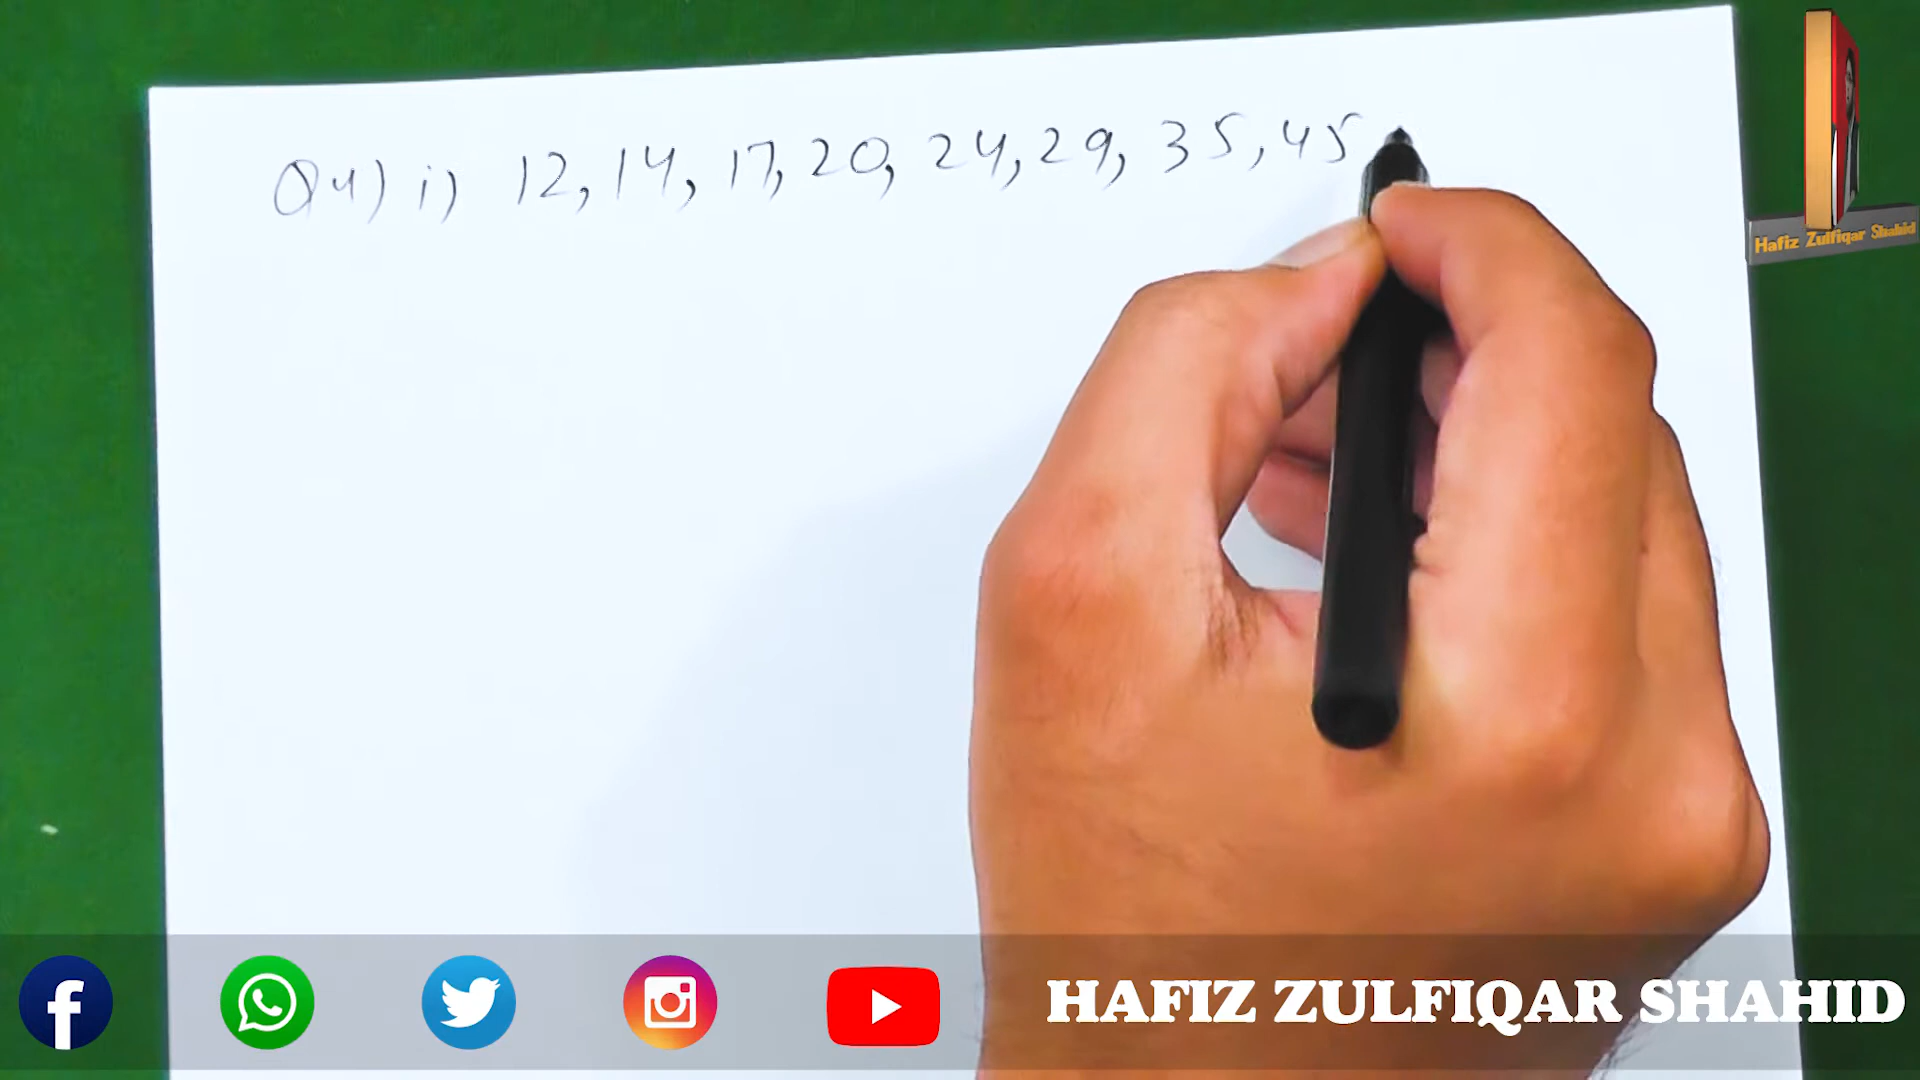 Q4) i) 12, 14, 17, 20, 24, 29, 35, 45
Hafiz Zulfiqar Shahid
HAFIZ ZULFIQAR SHAHID